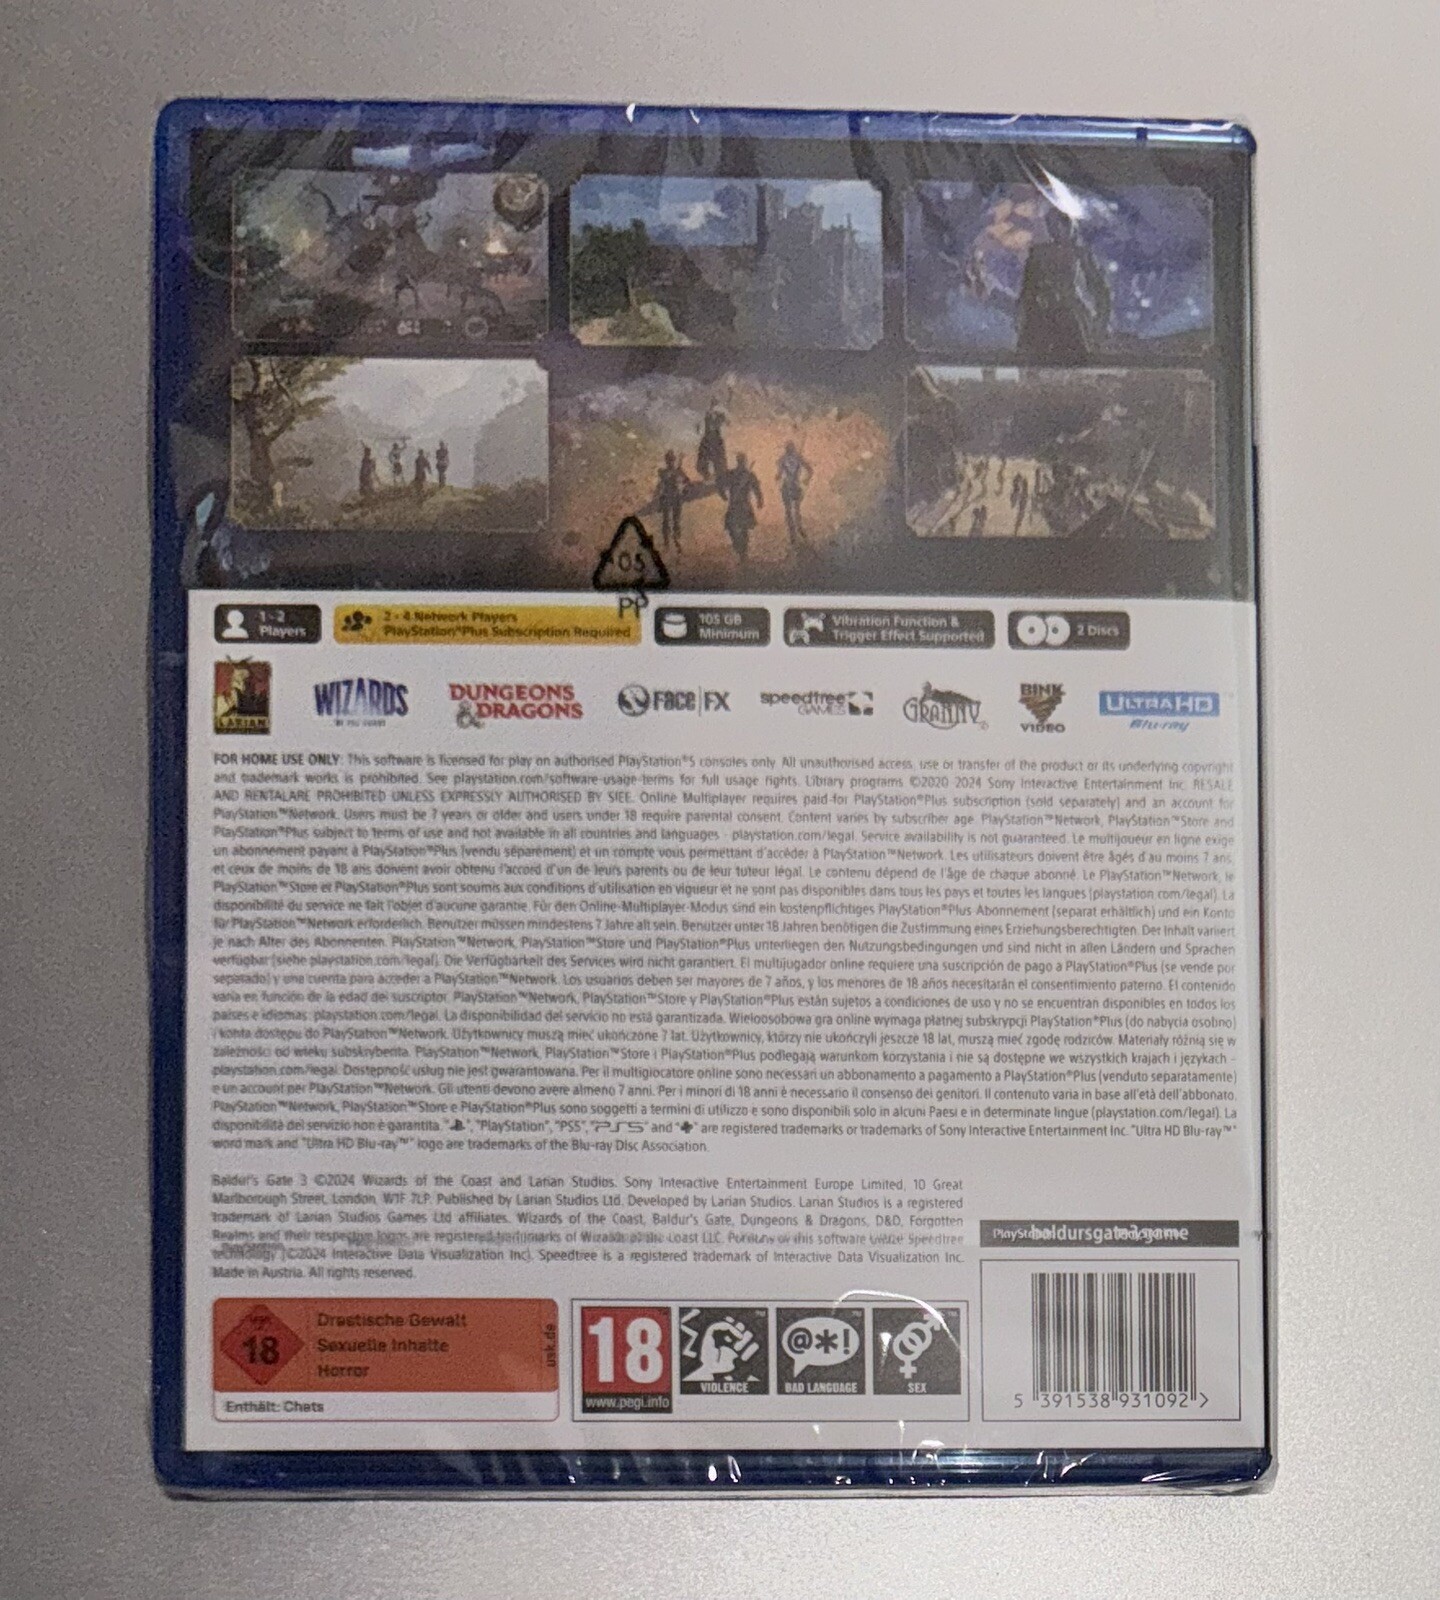 05
PP
1-2
Players
2 - 4 Network Players
PlayStation®Plus Subscription Required
105 GB
Minimum
Vibration Function &
Trigger Effect Supported
2 Discs
LARIAN
WIZARDS
DUNGEONS
& DRAGONS
FACE|FX
speedtree
GAMES
GRANNY
BINK
VIDEO
ULTRA HD
Blu-ray
FOR HOME USE ONLY: This software is licensed for play on authorised PlayStation®5 consoles only. All unauthorised access, use or transfer of the product or its underlying copyright
and trademark works is prohibited. See playstation.com/software-usage-terms for full usage rights. Library programs ©2020 2024 Sony Interactive Entertainment Inc. RESALE
AND RENTALARE PROHIBITED UNLESS EXPRESSLY AUTHORISED BY SIEE. Online Multiplayer requires paid-for PlayStation®Plus subscription (sold separately) and an account for
PlayStation™Network. Users must be 7 years or older and users under 18 require parental consent. Content varies by subscriber age. PlayStation™Network, PlayStation™Store and
PlayStation®Plus subject to terms of use and not available in all countries and languages - playstation.com/legal. Service availability is not guaranteed. Le multijoueur en ligne exige
un abonnement payant à PlayStation®Plus (vendu séparément) et un compte vous permettant d'accéder à PlayStation™Network. Les utilisateurs doivent être âgés d'au moins 7 ans,
et ceux de moins de 18 ans doivent avoir obtenu l'accord d'un de leurs parents ou de leur tuteur légal. Le contenu dépend de l'âge de chaque abonné. Le PlayStation™Network, le
PlayStation™Store et PlayStation®Plus sont soumis aux conditions d'utilisation en vigueur et ne sont pas disponibles dans tous les pays et toutes les langues (playstation.com/legal). La
disponibilité du service ne fait l'objet d'aucune garantie. Für den Online-Multiplayer-Modus sind ein kostenpflichtiges PlayStation®Plus-Abonnement (separat erhältlich) und ein Konto
für PlayStation™Network erforderlich. Benutzer müssen mindestens 7 Jahre alt sein. Benutzer unter 18 Jahren benötigen die Zustimmung eines Erziehungsberechtigten. Der Inhalt variiert
je nach Alter des Abonnenten. PlayStation™Network, PlayStation™Store und PlayStation®Plus unterliegen den Nutzungsbedingungen und sind nicht in allen Ländern und Sprachen
verfügbar (siehe playstation.com/legal). Die Verfügbarkeit des Services wird nicht garantiert. El multijugador online requiere una suscripción de pago a PlayStation®Plus (se vende por
separado) y una cuenta para acceder a PlayStation™Network. Los usuarios deben ser mayores de 7 años, y los menores de 18 años necesitarán el consentimiento paterno. El contenido
varía en función de la edad del suscriptor. PlayStation™Network, PlayStation™Store y PlayStation®Plus están sujetos a condiciones de uso y no se encuentran disponibles en todos los
países e idiomas: playstation.com/legal. La disponibilidad del servicio no está garantizada. Wieloosobowa gra online wymaga płatnej subskrypcji PlayStation®Plus (do nabycia osobno)
i konta dostępu do PlayStation™Network. Użytkownicy muszą mieć ukończone 7 lat. Użytkownicy, którzy nie ukończyli jeszcze 18 lat, muszą mieć zgodę rodziców. Materiały różnią się w
zależności od wieku subskrybenta. PlayStation™Network, PlayStation™Store i PlayStation®Plus podlegają warunkom korzystania i nie są dostępne we wszystkich krajach i językach -
playstation.com/legal. Dostępność usług nie jest gwarantowana. Per il multigiocatore online sono necessari un abbonamento a pagamento a PlayStation®Plus (venduto separatamente)
e un account per PlayStation™Network. Gli utenti devono avere almeno 7 anni. Per i minori di 18 anni è necessario il consenso dei genitori. Il contenuto varia in base all'età dell'abbonato.
PlayStation™Network, PlayStation™Store e PlayStation®Plus sono soggetti a termini di utilizzo e sono disponibili solo in alcuni Paesi e in determinate lingue (playstation.com/legal). La
disponibilità del servizio non è garantita. "", "PlayStation", "PS5", "PS5" and "" are registered trademarks or trademarks of Sony Interactive Entertainment Inc. "Ultra HD Blu-ray™"
word mark and "Ultra HD Blu-ray™" logo are trademarks of the Blu-ray Disc Association.
Baldur's Gate 3 ©2024 Wizards of the Coast and Larian Studios. Sony Interactive Entertainment Europe Limited, 10 Great
Marlborough Street, London, W1F 7LP. Published by Larian Studios Ltd. Developed by Larian Studios. Larian Studios is a registered
trademark of Larian Studios Games Ltd affiliates. Wizards of the Coast, Baldur's Gate, Dungeons & Dragons, D&D, Forgotten
Realms and their respective logos are registered trademarks of Wizards of the Coast LLC. Portions of this software utilize Speedtree
technology (©2024 Interactive Data Visualization Inc). Speedtree is a registered trademark of Interactive Data Visualization Inc.
Made in Austria. All rights reserved.
baldursgate3.game
18
Drastische Gewalt
Sexuelle Inhalte
Horror
usk.de
Enthält: Chats
18
www.pegi.info
VIOLENCE
@*!
BAD LANGUAGE
SEX
5 391538 931092 >